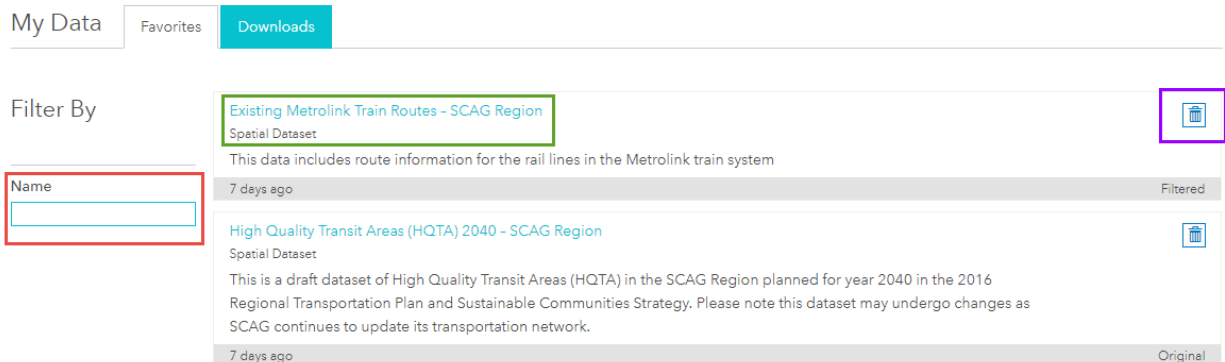 My Data
Favorites
Downloads
Filter By
Name
Existing Metrolink Train Routes – SCAG Region
Spatial Dataset
This data includes route information for the rail lines in the Metrolink train system
7 days ago
Filtered
High Quality Transit Areas (HQTA) 2040 – SCAG Region
Spatial Dataset
This is a draft dataset of High Quality Transit Areas (HQTA) in the SCAG Region planned for year 2040 in the 2016
Regional Transportation Plan and Sustainable Communities Strategy. Please note this dataset may undergo changes as
SCAG continues to update its transportation network.
7 days ago
Original